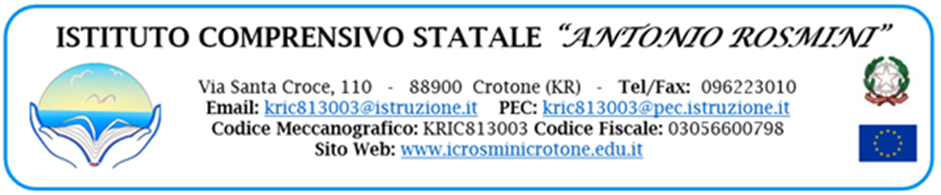 ISTITUTO COMPRENSIVO STATALE “ANTONIO ROSMINI”
Via Santa Croce, 110 - 88900 Crotone (KR) - Tel/Fax: 096223010
Email: kric813003@istruzione.it PEC: kric813003@pec.istruzione.it
Codice Meccanografico: KRIC813003 Codice Fiscale: 03056600798
Sito Web: www.icrosminicrotone.edu.it